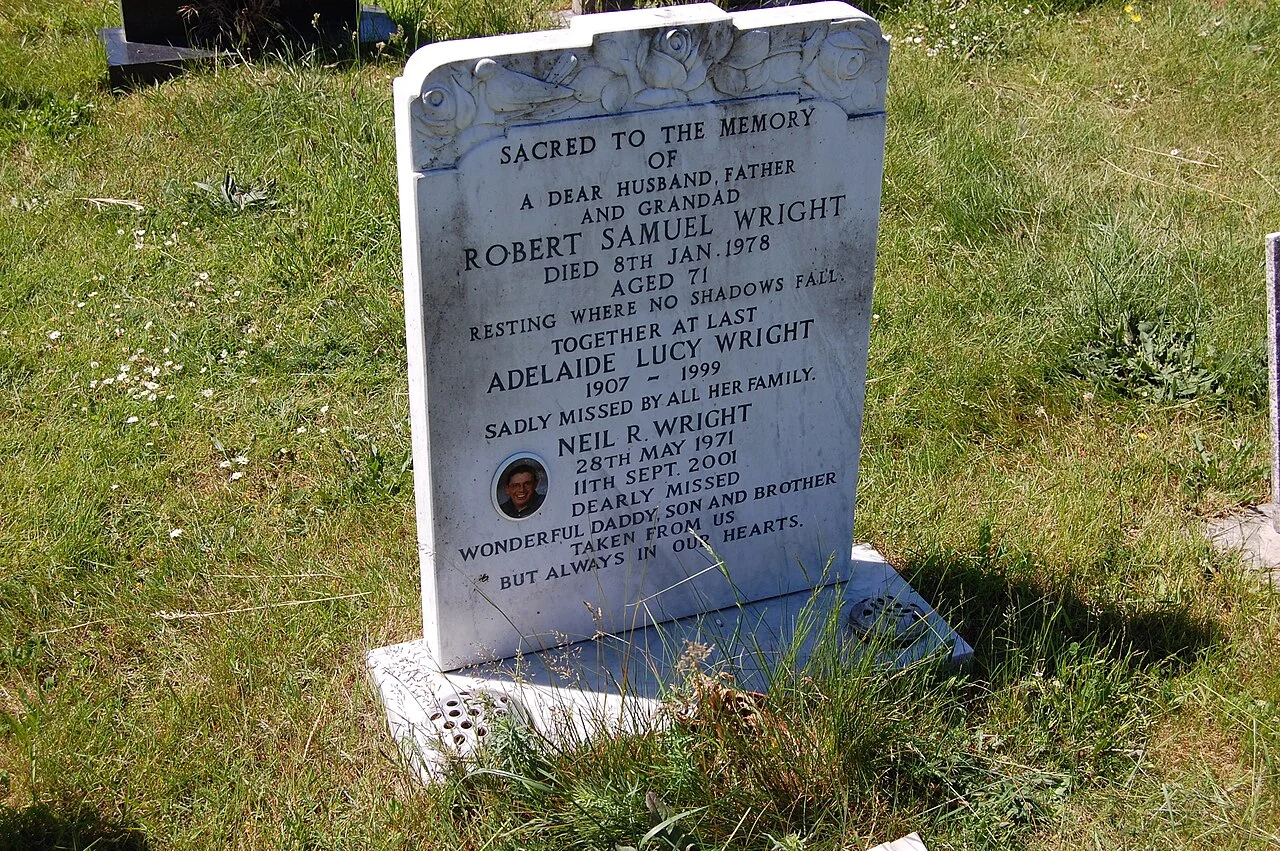 SACRED TO THE MEMORY
OF
A DEAR HUSBAND, FATHER
AND GRANDAD
ROBERT SAMUEL WRIGHT
DIED 8TH JAN. 1978
AGED 71
RESTING WHERE NO SHADOWS FALL.
TOGETHER AT LAST
ADELAIDE LUCY WRIGHT
1907 - 1999
SADLY MISSED BY ALL HER FAMILY.
NEIL R. WRIGHT
28TH MAY 1971
11TH SEPT. 2001
DEARLY MISSED
WONDERFUL DADDY, SON AND BROTHER
TAKEN FROM US
BUT ALWAYS IN OUR HEARTS.